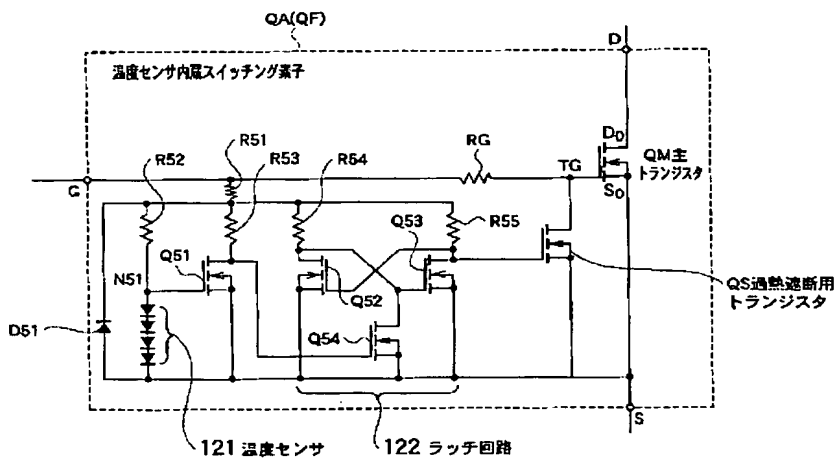 QA(QF)
D
温度センサ内蔵スイッチング素子
R51
R52
R53
R54
RG
TG
DD
QM主
トランジスタ
SD
G
Q53
R55
Q51
N51
Q52
QS過熱遮断用
トランジスタ
D51
Q54
S
121 温度センサ
122 ラッチ回路